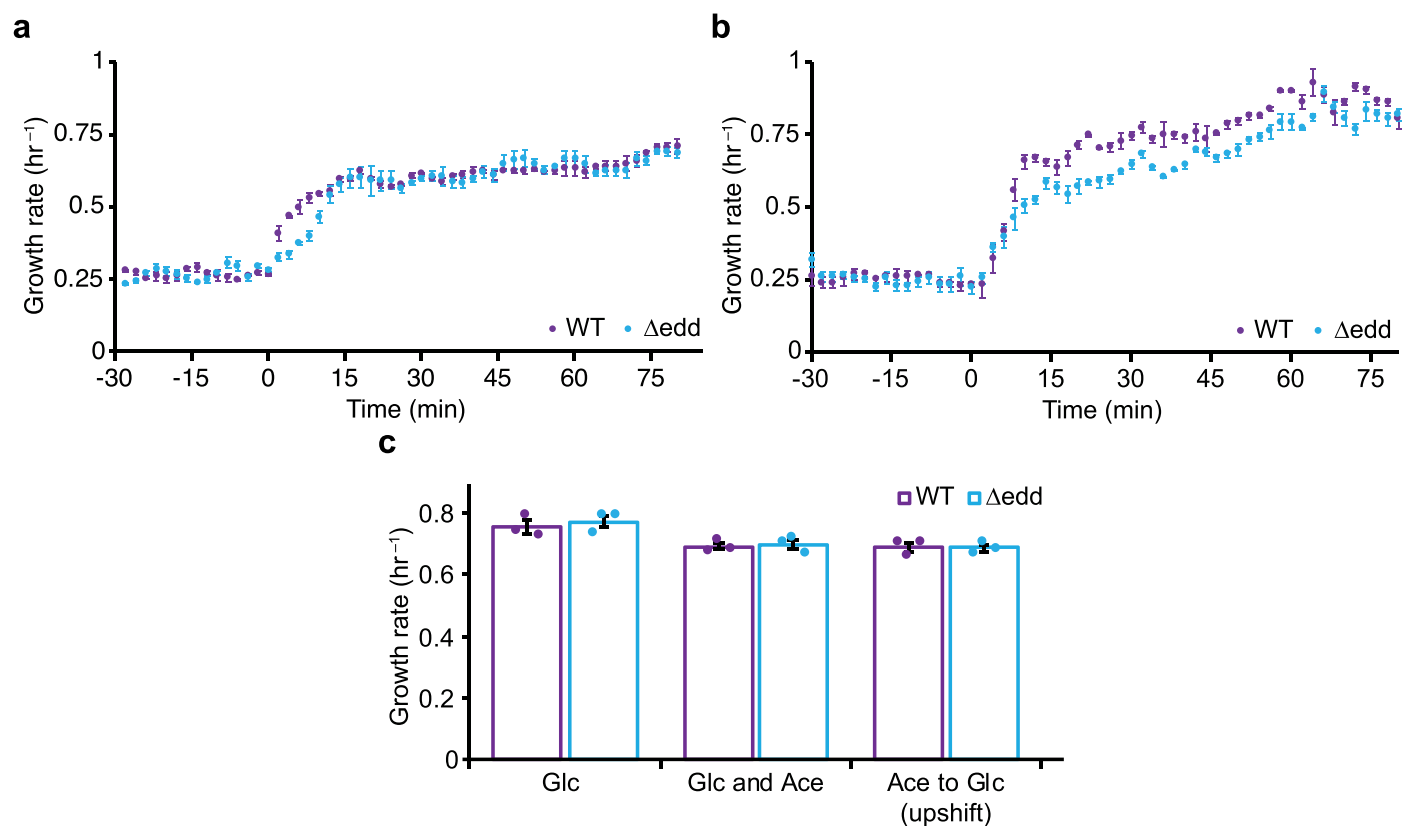 a
1
0.75
0.5
0.25
0
Growth rate (hr⁻¹)
WT Δedd
-30 -15 0 15 30 45 60 75
Time (min)
b
1
0.75
0.5
0.25
0
Growth rate (hr⁻¹)
WT Δedd
-30 -15 0 15 30 45 60 75
Time (min)
c
WT Δedd
0.8
0.6
0.4
0.2
0
Growth rate (hr⁻¹)
Glc Glc and Ace Ace to Glc
(upshift)